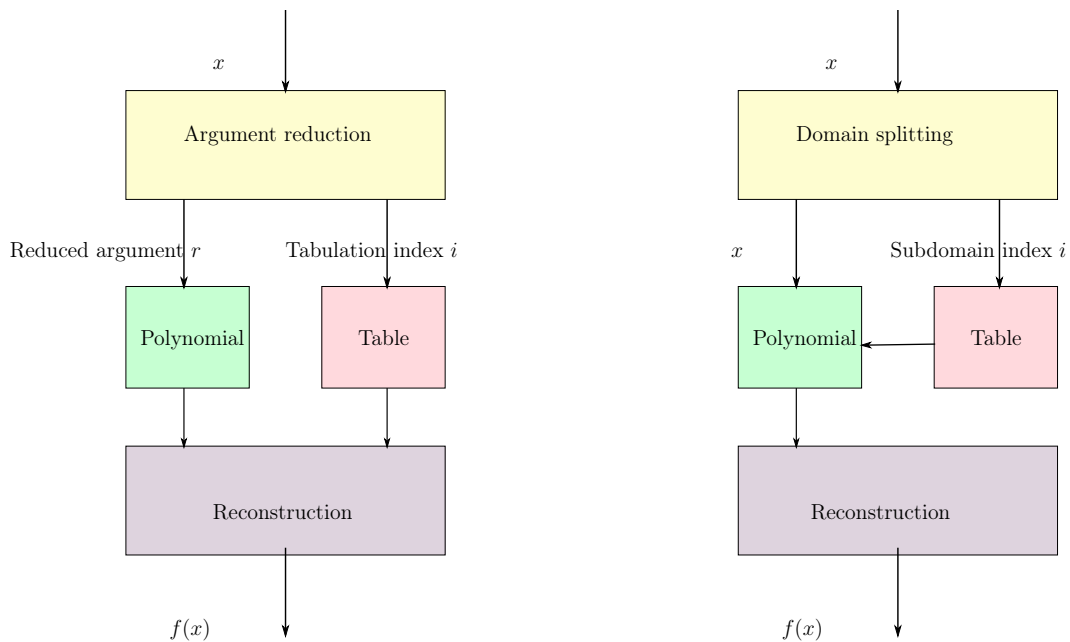 x
Argument reduction
Reduced argument r
Tabulation index i
Polynomial
Table
Reconstruction
f(x)
x
Domain splitting
x
Subdomain index i
Polynomial
Table
Reconstruction
f(x)